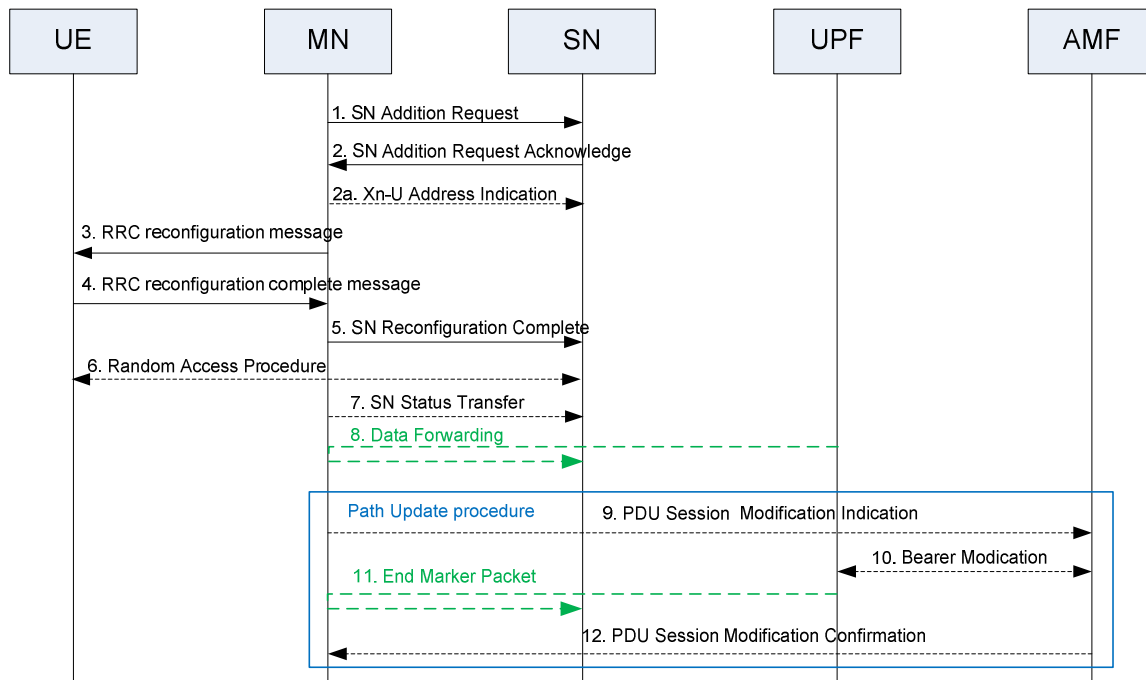 UE
MN
SN
UPF
AMF
1. SN Addition Request
2. SN Addition Request Acknowledge
2a. Xn-U Address Indication
3. RRC reconfiguration message
4. RRC reconfiguration complete message
5. SN Reconfiguration Complete
6. Random Access Procedure
7. SN Status Transfer
8. Data Forwarding
Path Update procedure
9. PDU Session Modification Indication
10. Bearer Modication
11. End Marker Packet
12. PDU Session Modification Confirmation